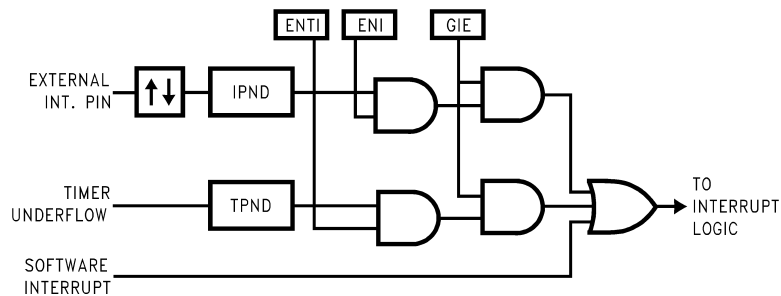 ENTI
ENI
GIE
EXTERNAL
INT. PIN
IPND
TIMER
UNDERFLOW
TPND
TO
INTERRUPT
LOGIC
SOFTWARE
INTERRUPT